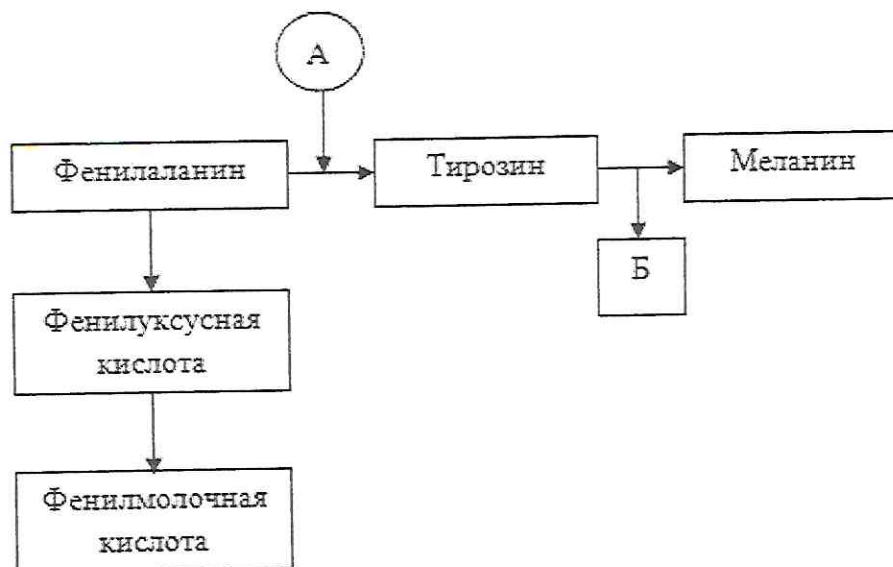 А
Фенилаланин
Тирозин
Меланин
Б
Фенилуксусная
кислота
Фенилмолочная
кислота